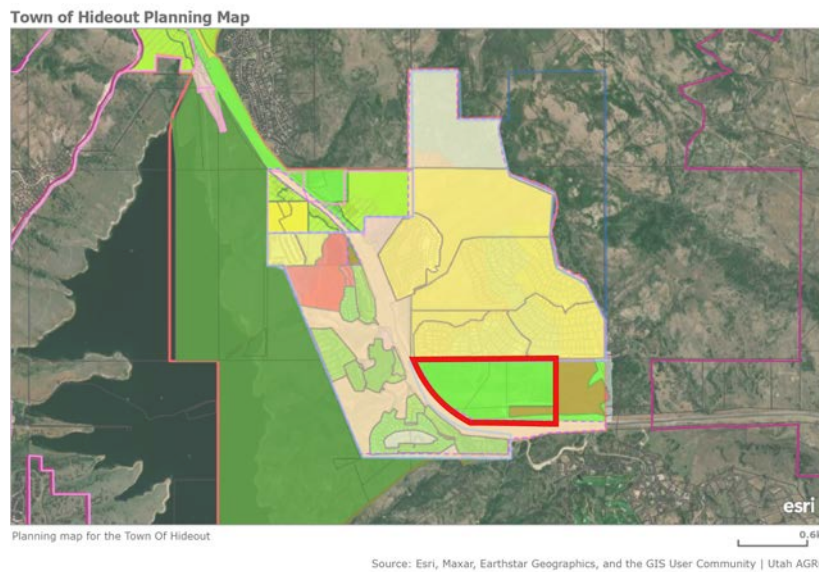 Town of Hideout Planning Map
esri
Planning map for the Town Of Hideout
Source: Esri, Maxar, Earthstar Geographics, and the GIS User Community | Utah AGR